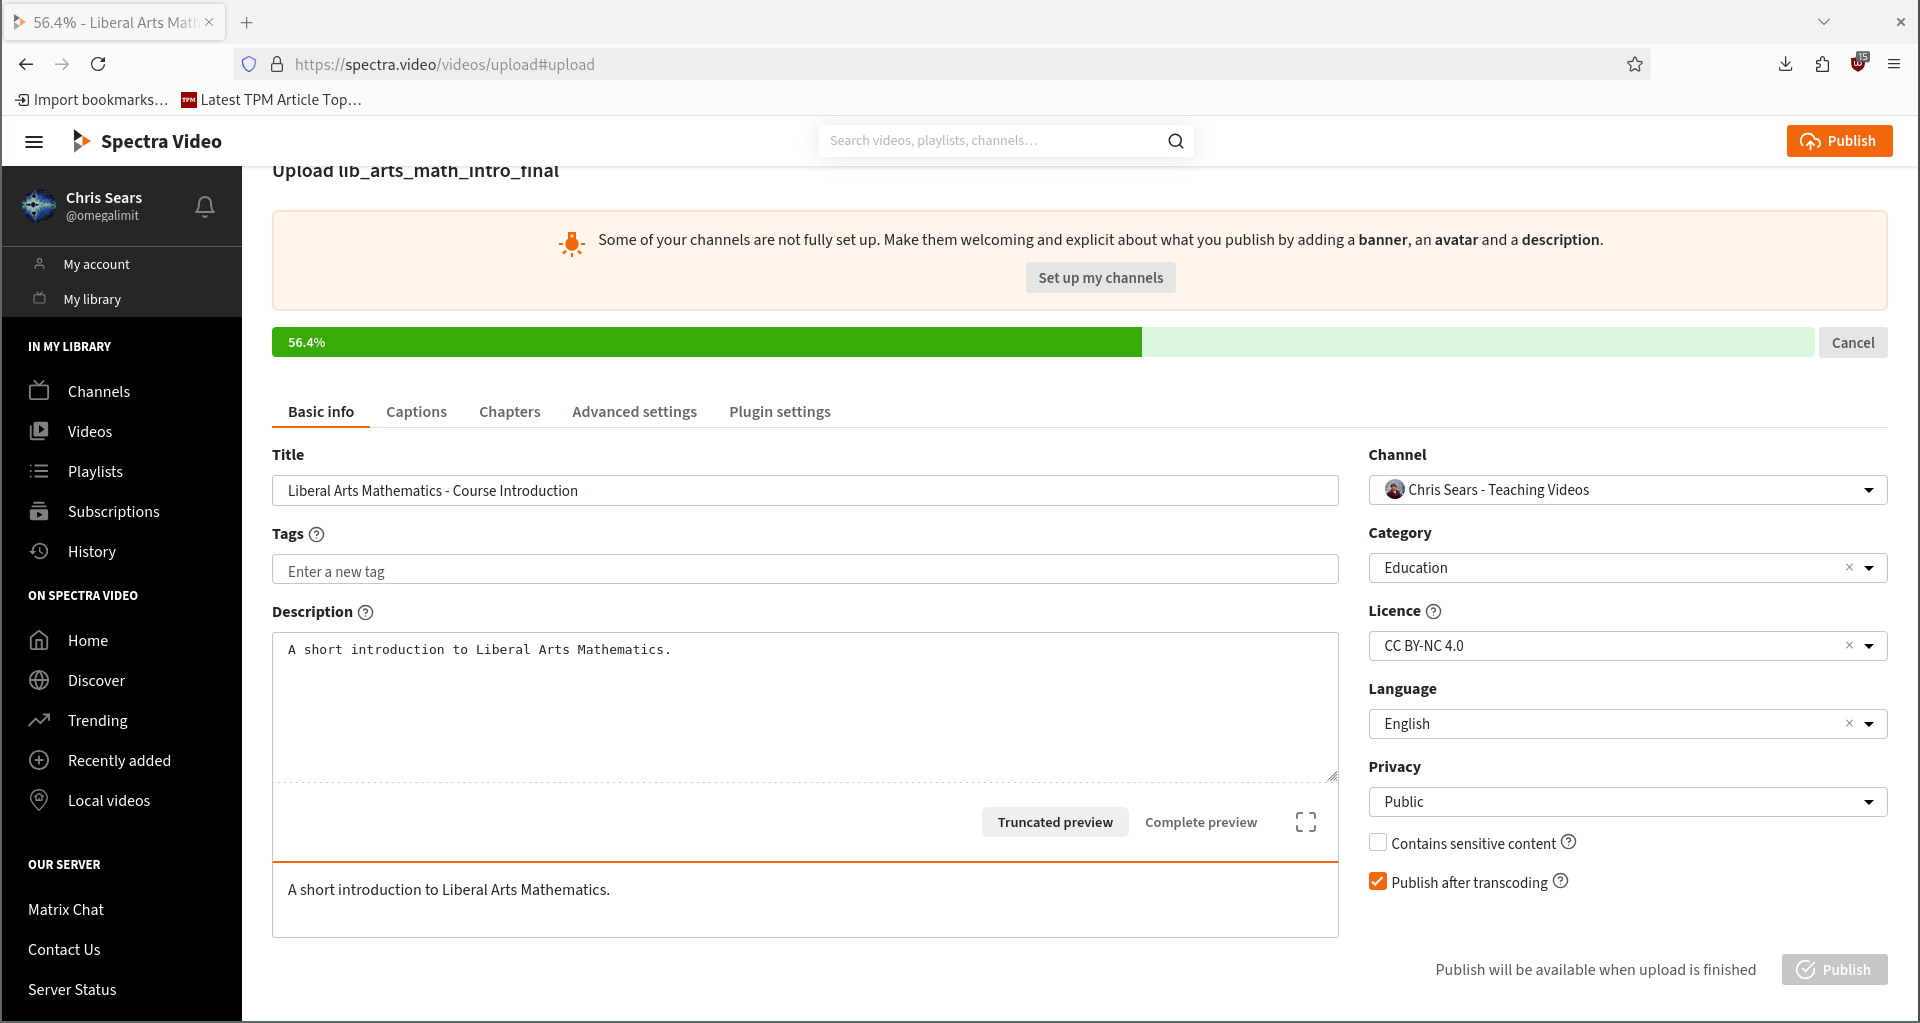 56.4% - Liberal Arts Math
https://spectra.video/videos/upload#upload
15
Import bookmarks…
TPM Latest TPM Article Top…
Spectra Video
Search videos, playlists, channels…
Publish
Chris Sears
@omegalimit
My account
My library
IN MY LIBRARY
Channels
Videos
Playlists
Subscriptions
History
ON SPECTRA VIDEO
Home
Discover
Trending
Recently added
Local videos
OUR SERVER
Matrix Chat
Contact Us
Server Status
Upload lib_arts_math_intro_final
Some of your channels are not fully set up. Make them welcoming and explicit about what you publish by adding a banner, an avatar and a description.
Set up my channels
56.4%
Cancel
Basic info Captions Chapters Advanced settings Plugin settings
Title
Liberal Arts Mathematics - Course Introduction
Tags
Enter a new tag
Description
A short introduction to Liberal Arts Mathematics.
Truncated preview Complete preview
A short introduction to Liberal Arts Mathematics.
Channel
Chris Sears - Teaching Videos
Category
Education
Licence
CC BY-NC 4.0
Language
English
Privacy
Public
Contains sensitive content
Publish after transcoding
Publish will be available when upload is finished
Publish